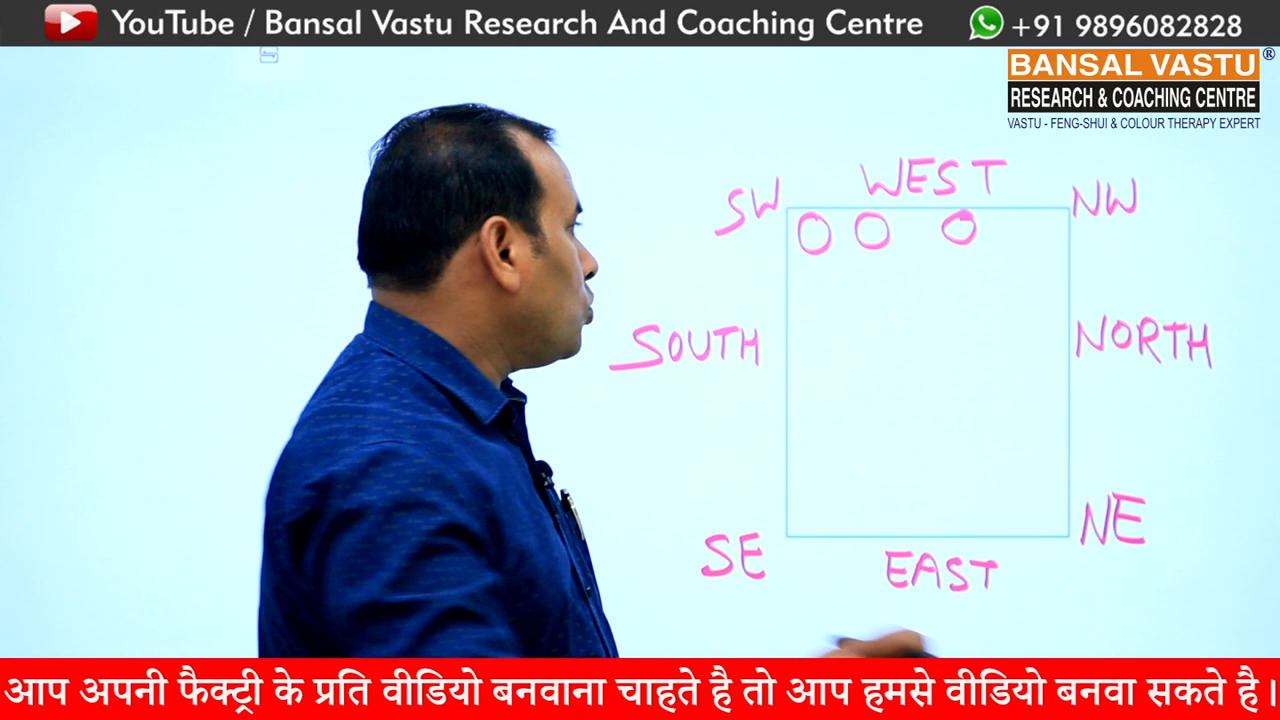 YouTube / Bansal Vastu Research And Coaching Centre
+91 9896082828
BANSAL VASTU®
RESEARCH & COACHING CENTRE
VASTU - FENG-SHUI & COLOUR THERAPY EXPERT
SW WEST NW
SOUTH NORTH
SE EAST NE
आप अपनी फैक्ट्री के प्रति वीडियो बनवाना चाहते है तो आप हमसे वीडियो बनवा सकते है।